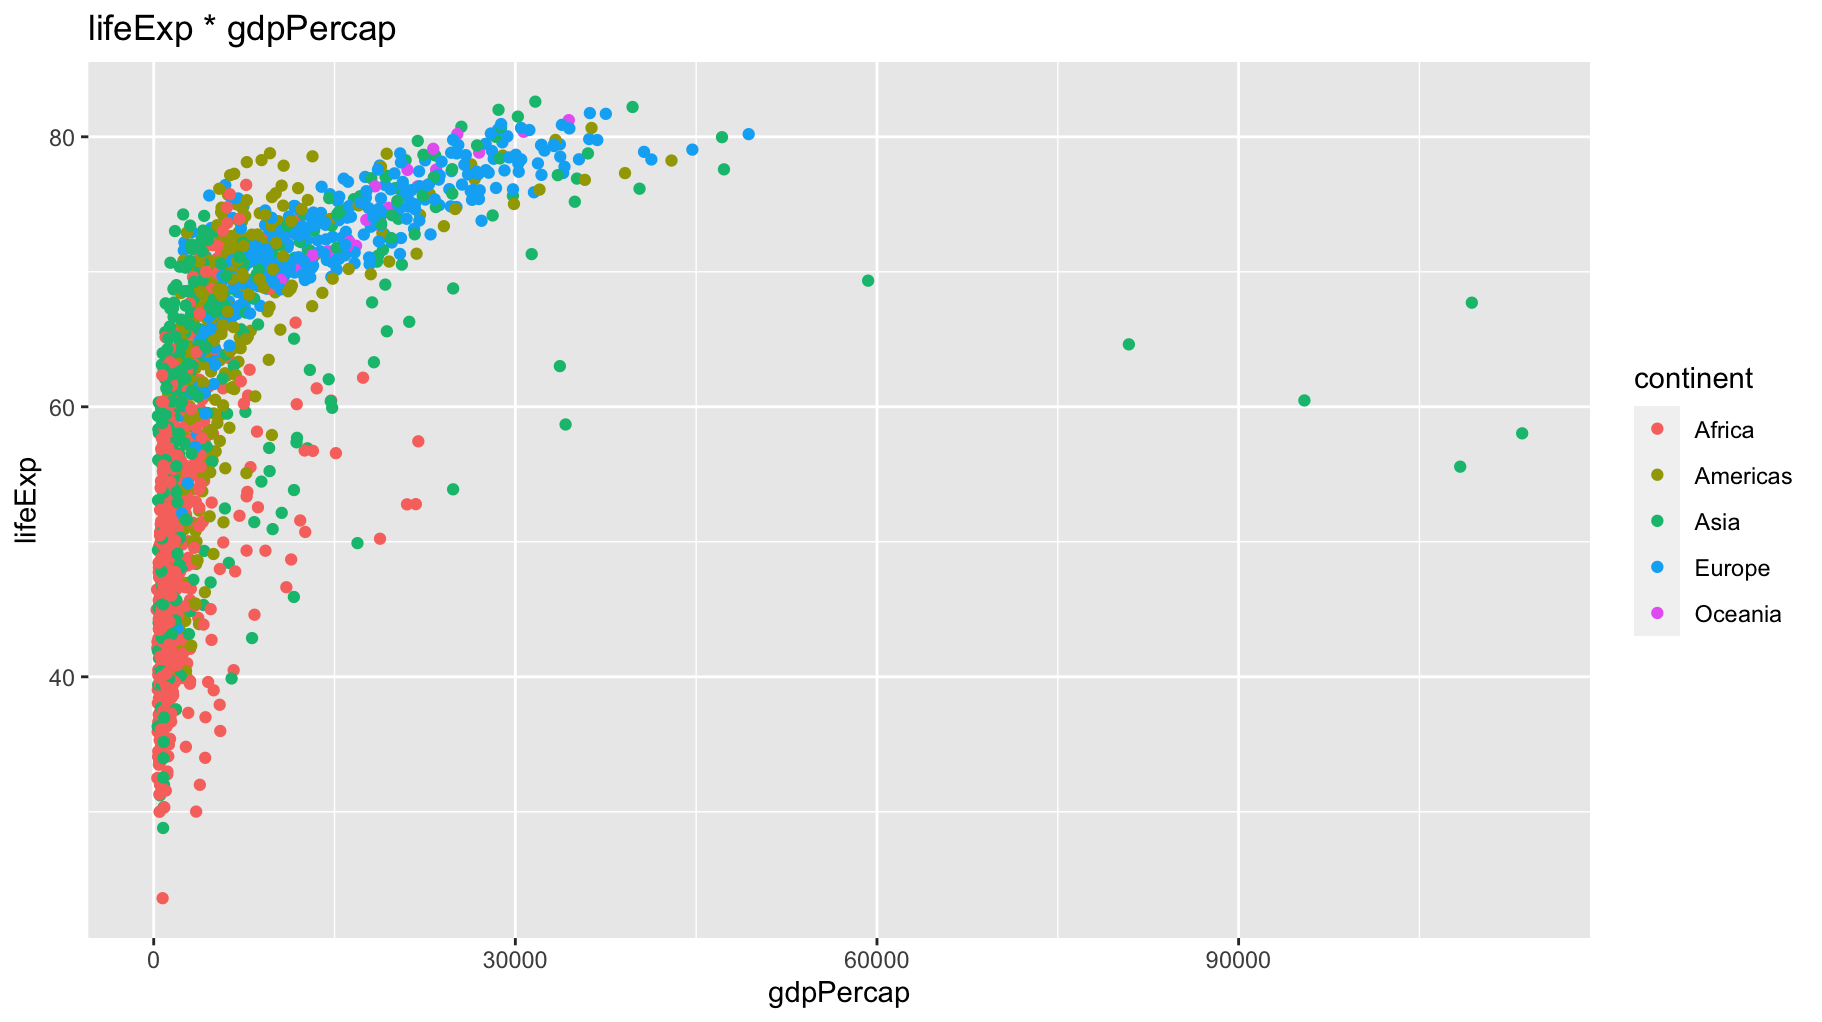 lifeExp * gdpPercap
80
60
40
lifeExp
0 30000 60000 90000
gdpPercap
continent
Africa
Americas
Asia
Europe
Oceania